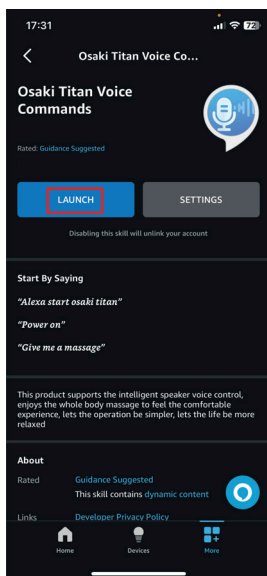 17:31
72
Osaki Titan Voice Co...
Osaki Titan Voice
Commands
Rated: Guidance Suggested
LAUNCH
SETTINGS
Disabling this skill will unlink your account
Start By Saying
“Alexa start osaki titan”
“Power on”
“Give me a massage”
This product supports the intelligent speaker voice control,
enjoys the whole body massage to feel the comfortable
experience, lets the operation be simpler, lets the life be more
relaxed
About
Rated
Guidance Suggested
This skill contains dynamic content
Links
Developer Privacy Policy
Home
Devices
More